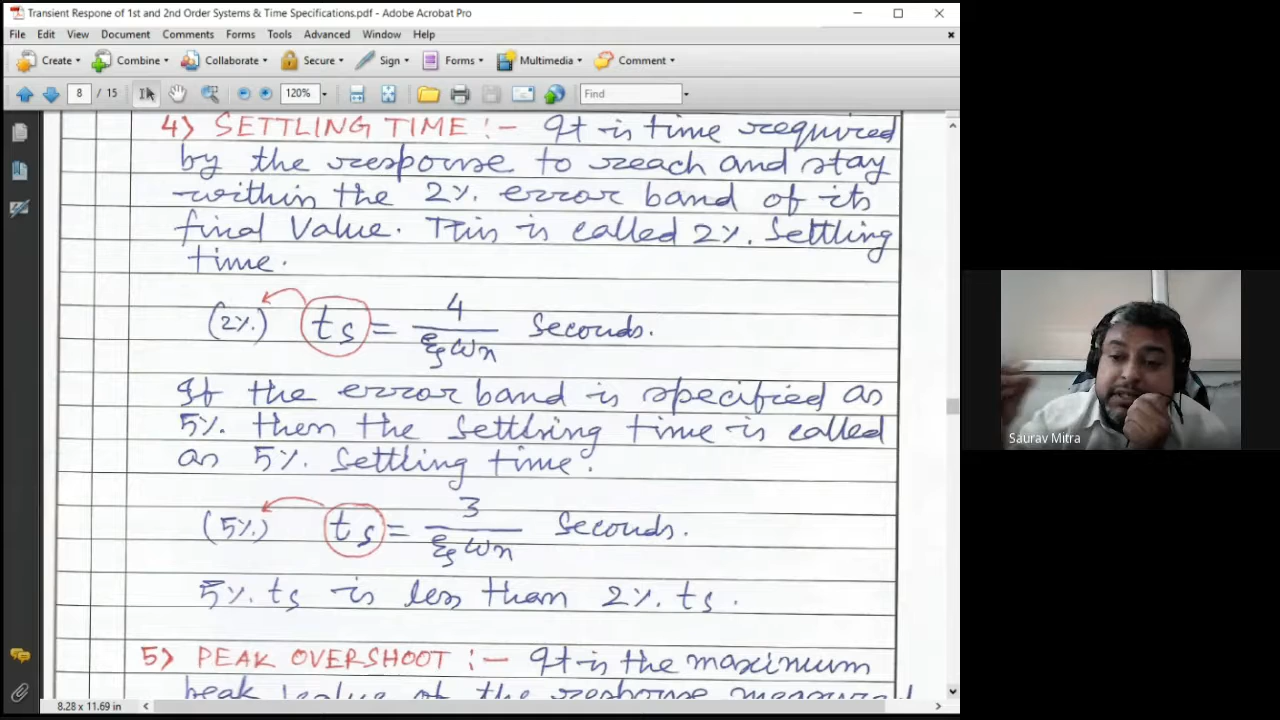 Transient Respone of 1st and 2nd Order Systems & Time Specifications.pdf - Adobe Acrobat Pro
File Edit View Document Comments Forms Tools Advanced Window Help
Create Combine Collaborate Secure Sign Forms Multimedia Comment
8 / 15 120% Find
4) SETTLING TIME :- It is time required
by the response to reach and stay
within the 2% error band of its
final value. This is called 2% settling
time.
(2%) ts = 4 / ξωn seconds.
If the error band is specified as
5% then the settling time is called
as 5% settling time.
(5%) ts = 3 / ξωn seconds.
5% ts is less than 2% ts.
5) PEAK OVERSHOOT :- It is the maximum
peak value of the response measured
8.28 x 11.69 in
Saurav Mitra